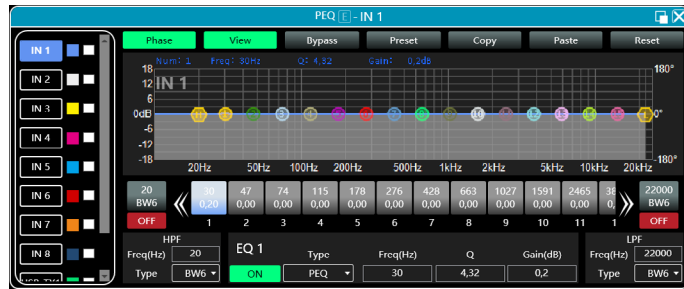 PEQ E - IN 1
Phase View Bypass Preset Copy Paste Reset
Num: 1 Freq: 30Hz Q: 4,32 Gain: 0,2dB
IN 1
18
12
6
0dB
-6
-12
-18
180°
0°
-180°
20Hz 50Hz 100Hz 200Hz 500Hz 1kHz 2kHz 5kHz 10kHz 20kHz
IN 1
IN 2
IN 3
IN 4
IN 5
IN 6
IN 7
IN 8
20 30 47 74 115 178 276 428 663 1027 1591 2465 22000
BW6 0,20 0,00 0,00 0,00 0,00 0,00 0,00 0,00 0,00 0,00 0,00 BW6
OFF 1 2 3 4 5 6 7 8 9 10 11 OFF
HPF
Freq(Hz) 20
Type BW6
EQ 1 Type Freq(Hz) Q Gain(dB)
ON PEQ 30 4,32 0,2
LPF
Freq(Hz) 22000
Type BW6